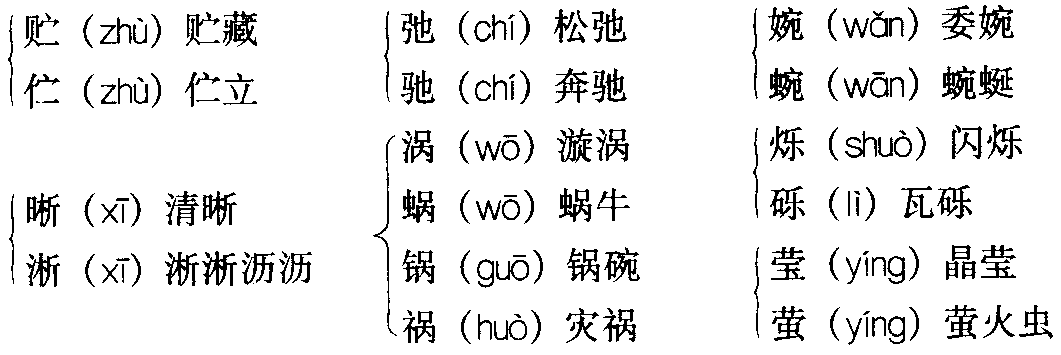 贮（zhù）贮藏
伫（zhù）伫立
晰（xī）清晰
淅（xī）淅淅沥沥
弛（chí）松弛
驰（chí）奔驰
涡（wō）漩涡
蜗（wō）蜗牛
锅（guō）锅碗
祸（huò）灾祸
婉（wǎn）委婉
蜿（wān）蜿蜒
烁（shuò）闪烁
砾（lì）瓦砾
莹（yíng）晶莹
萤（yíng）萤火虫